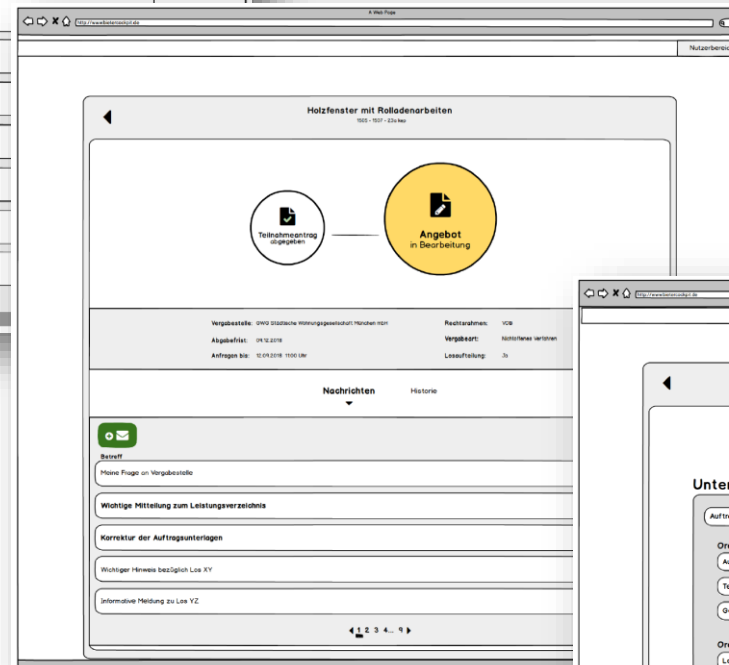 A Web Page
http://www.bietercockpit.de
Holzfenster mit Rolladenarbeiten
Teilnahmeantrag
abgegeben
Angebot
in Bearbeitung
Vergabestelle: GWG Städtische Wohnungsgesellschaft München mbH
Rechtsrahmen: VOB
Abgabefrist: 04.12.2018
Vergabeart: Nichtoffenes Verfahren
Anfragen bis: 12.09.2018 11:00 Uhr
Losaufteilung: Ja
Nachrichten
Historie
Betreff
Meine Frage an Vergabestelle
Wichtige Mitteilung zum Leistungsverzeichnis
Korrektur der Auftragsunterlagen
Wichtiger Hinweis bezüglich Los XY
Informative Meldung zu Los YZ
1 2 3 4... 9
http://www.bietercockpit.de